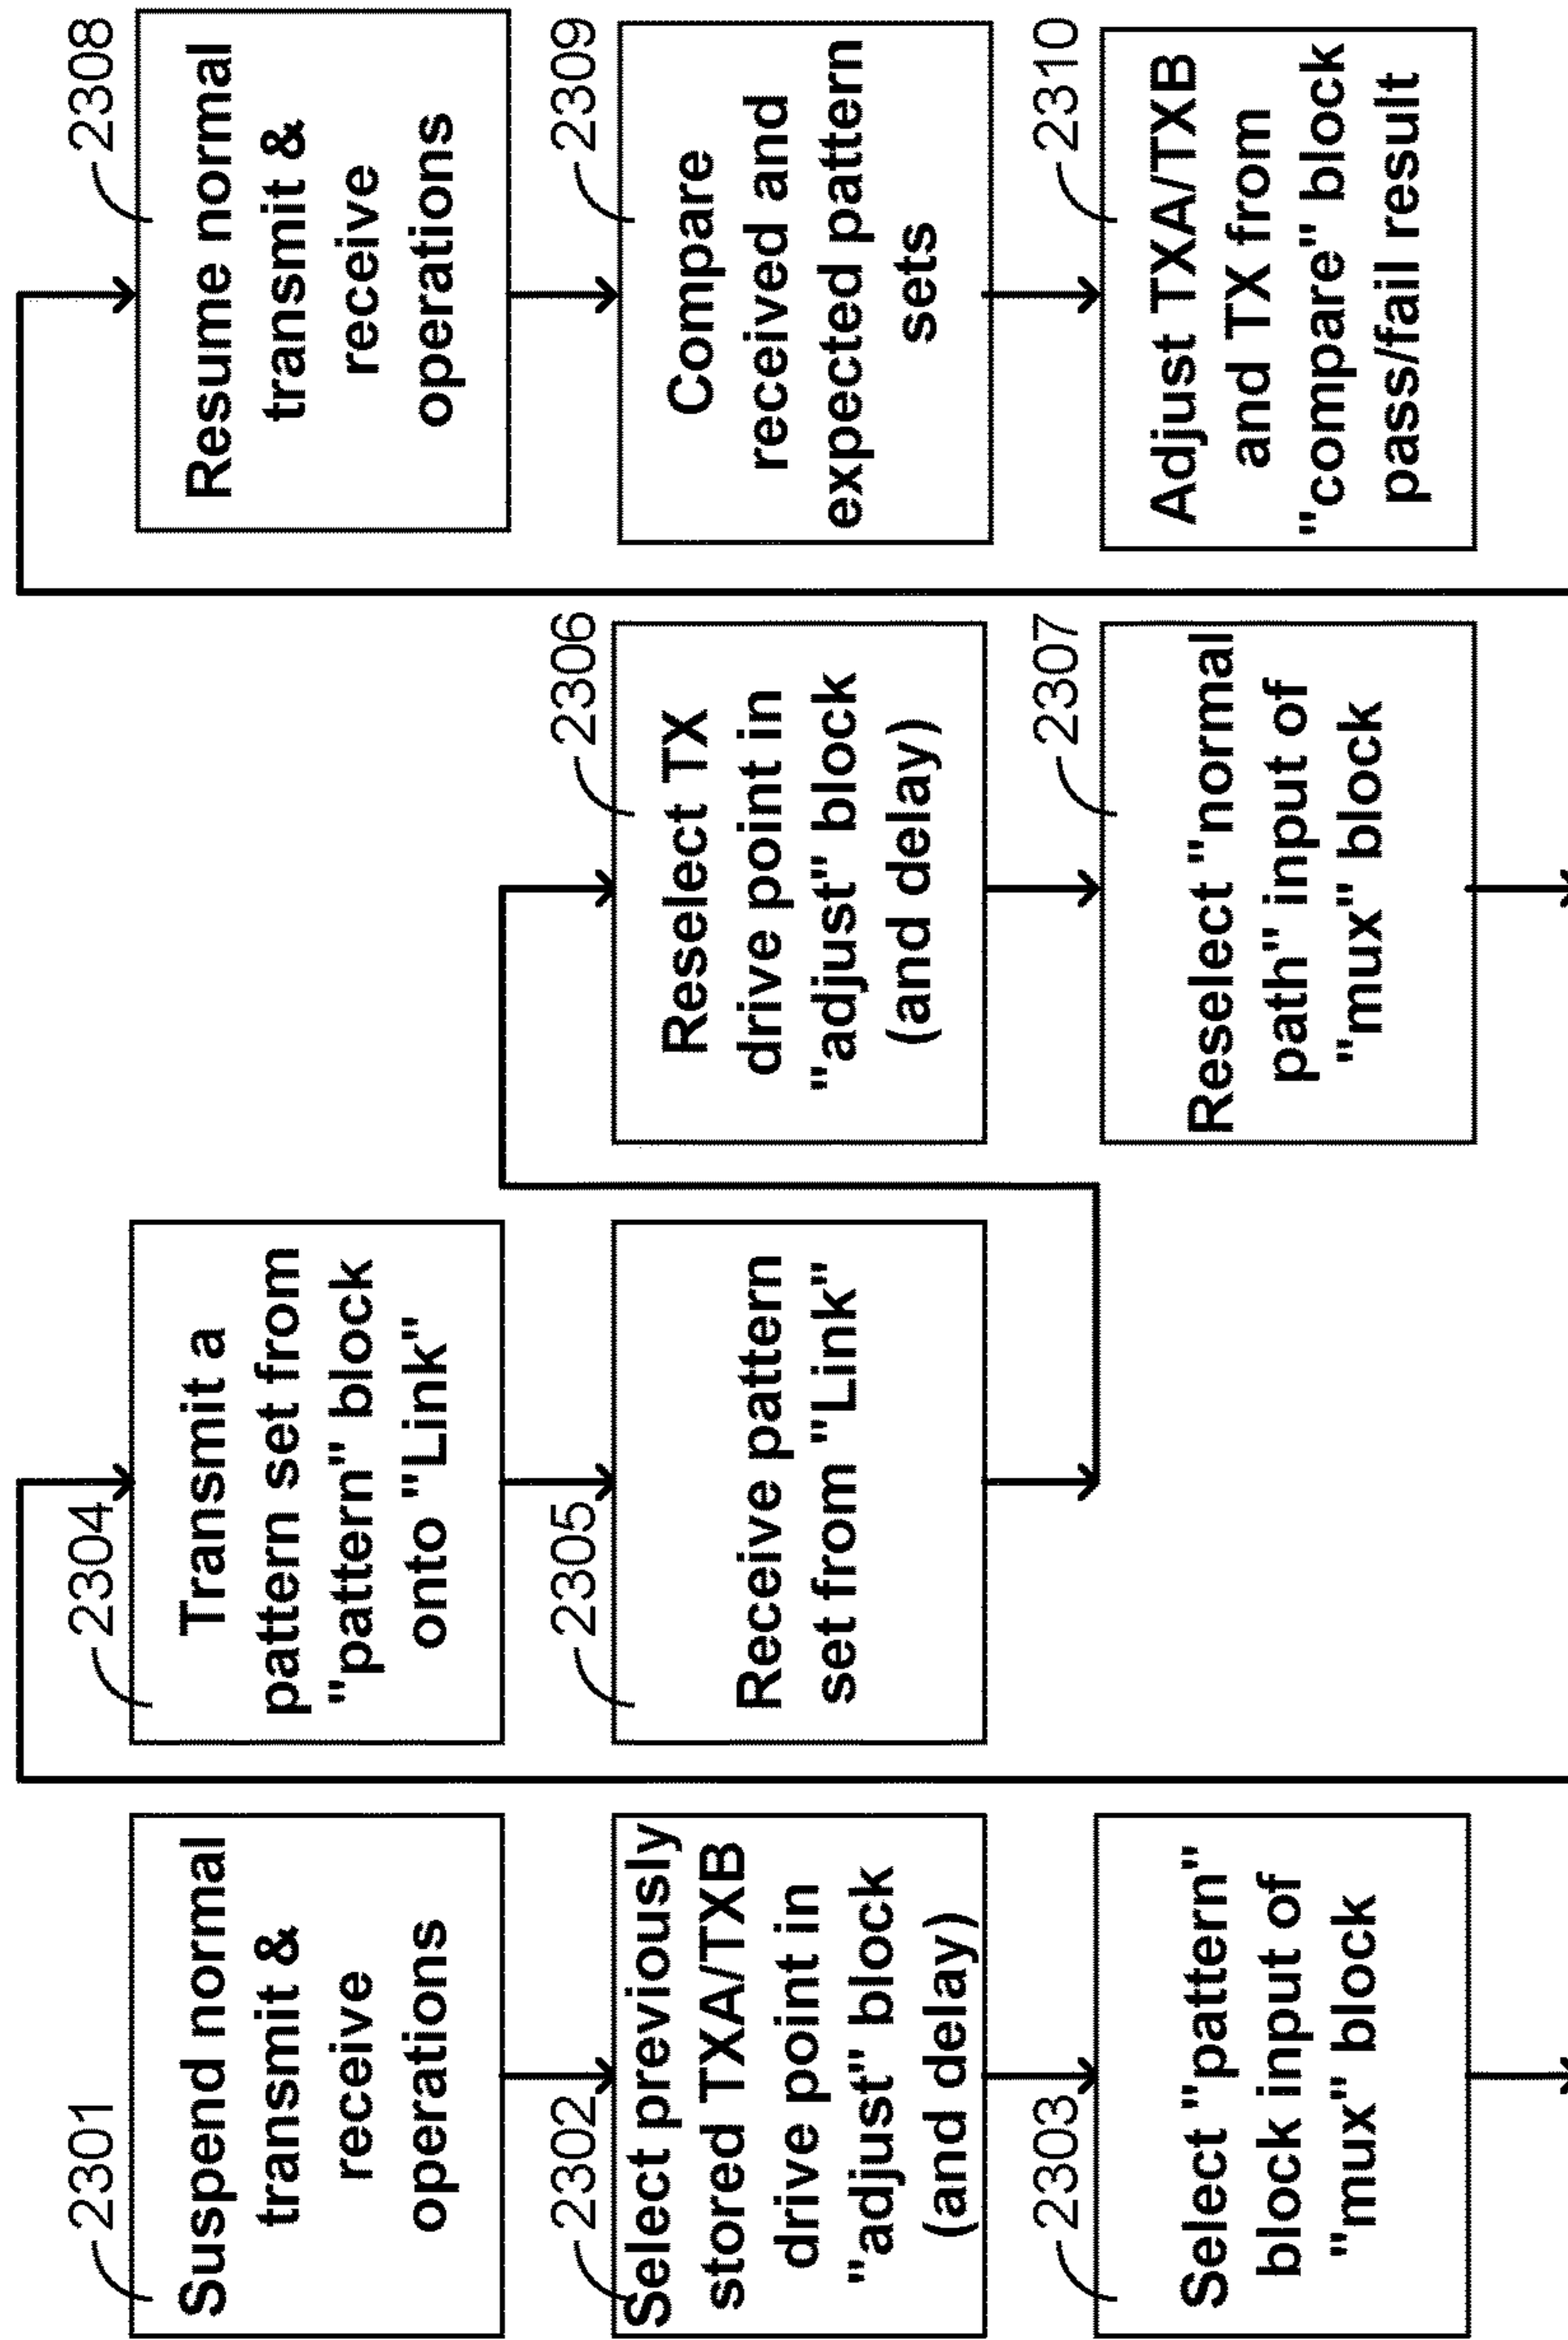 2301
Suspend normal
transmit &
receive
operations
2302
Select previously
stored TXA/TXB
drive point in
"adjust" block
(and delay)
2303
Select "pattern"
block input of
"mux" block
2304
Transmit a
pattern set from
"pattern" block
onto "Link"
2305
Receive pattern
set from "Link"
2306
Reselect TX
drive point in
"adjust" block
(and delay)
2307
Reselect "normal
path" input of
"mux" block
2308
Resume normal
transmit &
receive
operations
2309
Compare
received and
expected pattern
sets
2310
Adjust TXA/TXB
and TX from
"compare" block
pass/fail result